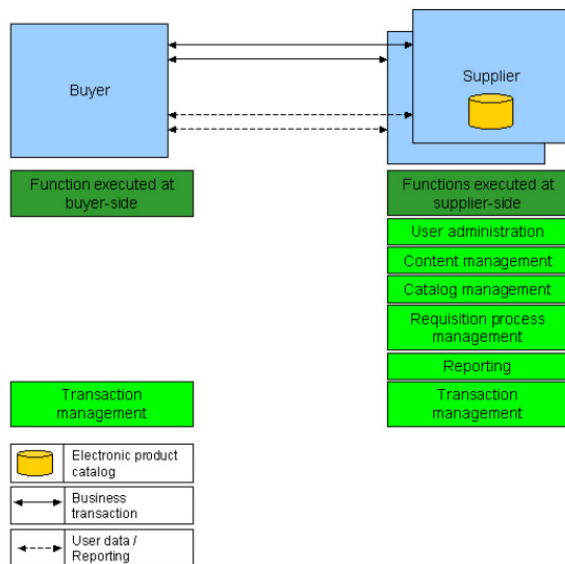 Buyer
Supplier
Function executed at
buyer-side
Functions executed at
supplier-side
User administration
Content management
Catalog management
Requisition process
management
Reporting
Transaction
management
Transaction
management
Electronic product
catalog
Business
transaction
User data /
Reporting